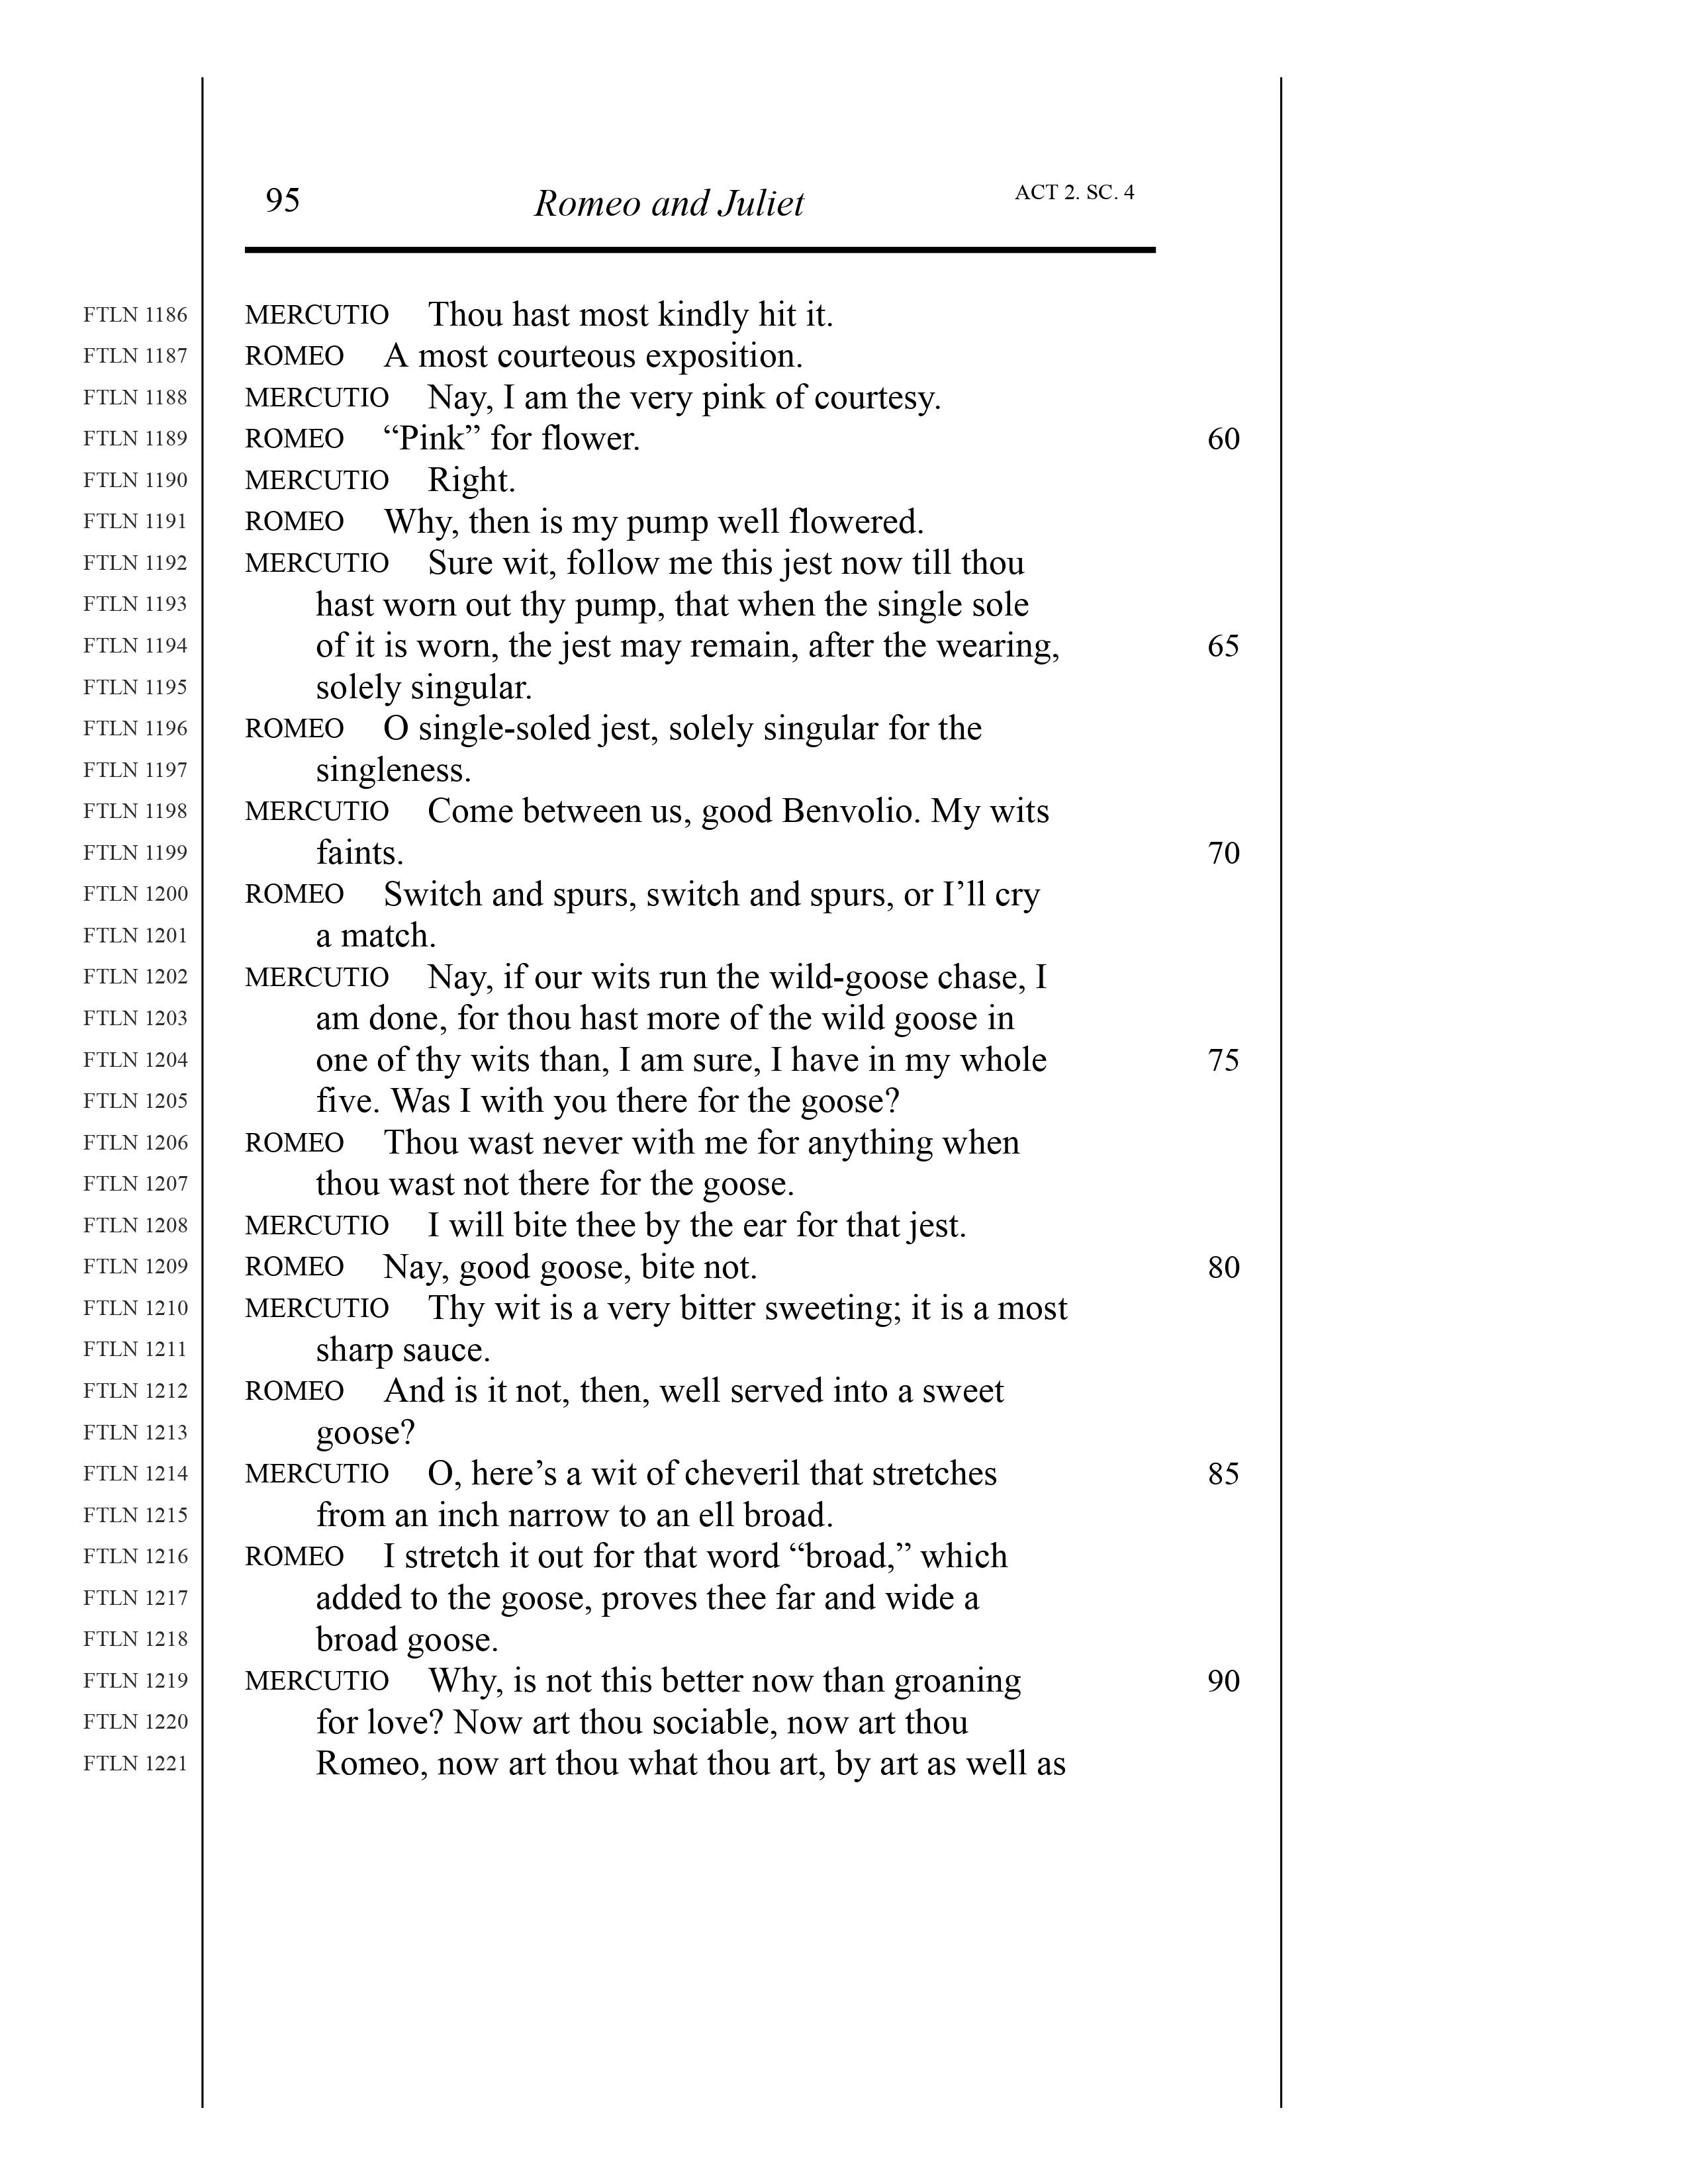 95 Romeo and Juliet ACT 2. SC. 4
FTLN 1186 MERCUTIO Thou hast most kindly hit it.
FTLN 1187 ROMEO A most courteous exposition.
FTLN 1188 MERCUTIO Nay, I am the very pink of courtesy.
FTLN 1189 ROMEO “Pink” for flower. 60
FTLN 1190 MERCUTIO Right.
FTLN 1191 ROMEO Why, then is my pump well flowered.
FTLN 1192 MERCUTIO Sure wit, follow me this jest now till thou
FTLN 1193 hast worn out thy pump, that when the single sole
FTLN 1194 of it is worn, the jest may remain, after the wearing, 65
FTLN 1195 solely singular.
FTLN 1196 ROMEO O single-soled jest, solely singular for the
FTLN 1197 singleness.
FTLN 1198 MERCUTIO Come between us, good Benvolio. My wits
FTLN 1199 faints. 70
FTLN 1200 ROMEO Switch and spurs, switch and spurs, or I’ll cry
FTLN 1201 a match.
FTLN 1202 MERCUTIO Nay, if our wits run the wild-goose chase, I
FTLN 1203 am done, for thou hast more of the wild goose in
FTLN 1204 one of thy wits than, I am sure, I have in my whole 75
FTLN 1205 five. Was I with you there for the goose?
FTLN 1206 ROMEO Thou wast never with me for anything when
FTLN 1207 thou wast not there for the goose.
FTLN 1208 MERCUTIO I will bite thee by the ear for that jest.
FTLN 1209 ROMEO Nay, good goose, bite not. 80
FTLN 1210 MERCUTIO Thy wit is a very bitter sweeting; it is a most
FTLN 1211 sharp sauce.
FTLN 1212 ROMEO And is it not, then, well served into a sweet
FTLN 1213 goose?
FTLN 1214 MERCUTIO O, here’s a wit of cheveril that stretches 85
FTLN 1215 from an inch narrow to an ell broad.
FTLN 1216 ROMEO I stretch it out for that word “broad,” which
FTLN 1217 added to the goose, proves thee far and wide a
FTLN 1218 broad goose.
FTLN 1219 MERCUTIO Why, is not this better now than groaning 90
FTLN 1220 for love? Now art thou sociable, now art thou
FTLN 1221 Romeo, now art thou what thou art, by art as well as